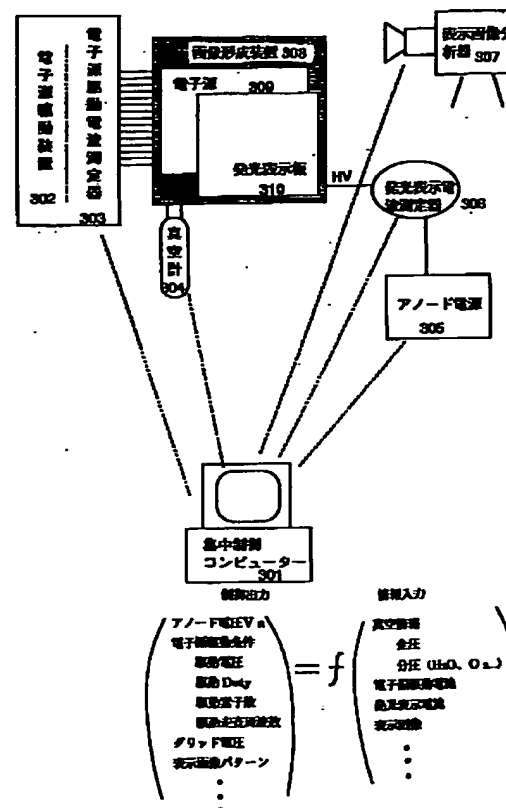 電子源駆動電流測定器
303
電子源駆動装置
302
画像形成装置 308
電子源
309
発光表示板
310
真空計
304
HV
表示画像分
析器
307
発光表示電
流測定器
306
アノード電源
305
集中制御
コンピューター
301
制御出力
アノード電圧Va
電子源駆動条件
駆動電圧
駆動Duty
駆動素子数
駆動走査周波数
グリッド電圧
表示画像パターン
= f
情報入力
真空情報
全圧
分圧 (H₂O、O₂...)
電子源駆動電流
発光表示電流
表示画像